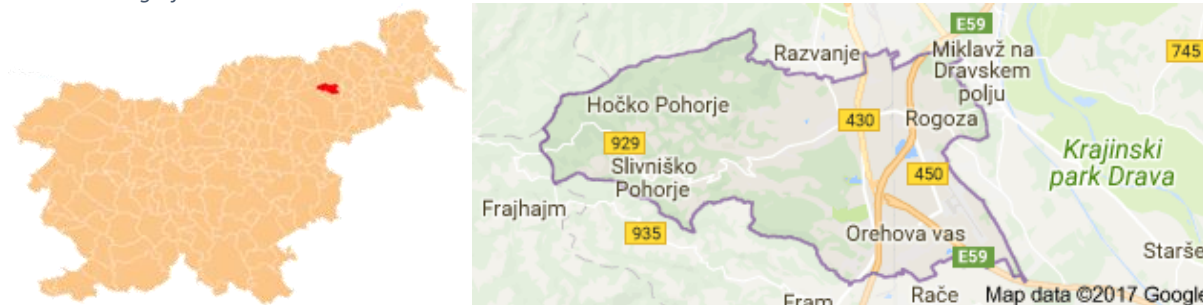 E59
Razvanje
Miklavž na
Dravskem
polju
745
Hočko Pohorje
430
Rogoza
929
Slivniško
Pohorje
450
Krajinski
park Drava
Frajhajm
935
Orehova vas
E59
Starše
Fram
Rače
Map data ©2017 Google